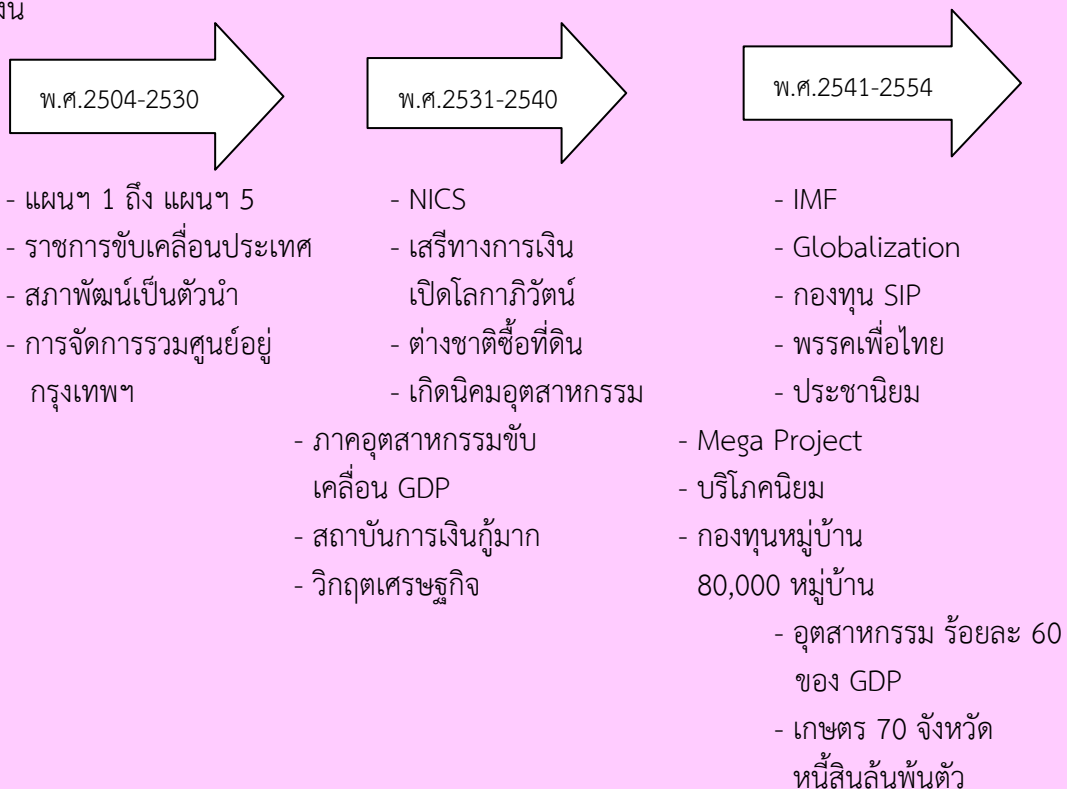 พ.ศ.2504-2530
- แผนฯ 1 ถึง แผนฯ 5
- ราชการขับเคลื่อนประเทศ
- สภาพัฒน์เป็นตัวนำ
- การจัดการรวมศูนย์อยู่
กรุงเทพฯ
พ.ศ.2531-2540
- NICS
- เสรีทางการเงิน
เปิดโลกาภิวัตน์
- ต่างชาติซื้อที่ดิน
- เกิดนิคมอุตสาหกรรม
- ภาคอุตสาหกรรมขับ
เคลื่อน GDP
- สถาบันการเงินกู้มาก
- วิกฤตเศรษฐกิจ
พ.ศ.2541-2554
- IMF
- Globalization
- กองทุน SIP
- พรรคเพื่อไทย
- ประชานิยม
- Mega Project
- บริโภคนิยม
- กองทุนหมู่บ้าน
80,000 หมู่บ้าน
- อุตสาหกรรม ร้อยละ 60
ของ GDP
- เกษตร 70 จังหวัด
หนี้สินล้นพ้นตัว